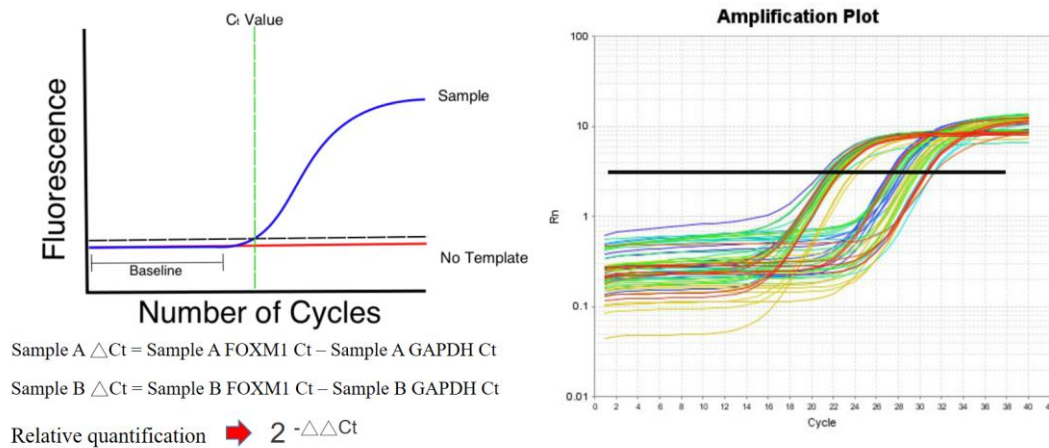 Ct Value
Fluorescence
Sample
No Template
Baseline
Number of Cycles
Sample A △Ct = Sample A FOXM1 Ct – Sample A GAPDH Ct
Sample B △Ct = Sample B FOXM1 Ct – Sample B GAPDH Ct
Relative quantification 2 -△△Ct
Amplification Plot
100
10
1
0.1
0.01
Rn
0 2 4 6 8 10 12 14 16 18 20 22 24 26 28 30 32 34 36 38 40
Cycle